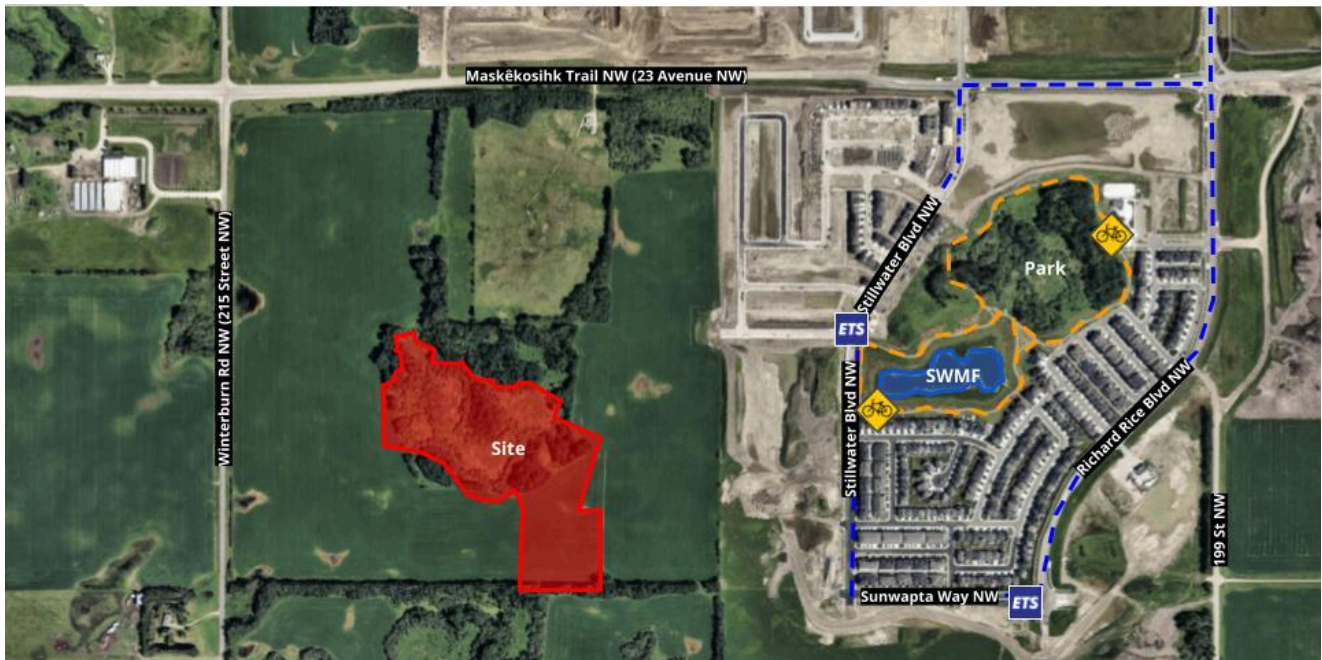 Maskêkosihk Trail NW (23 Avenue NW)
Winterburn Rd NW (215 Street NW)
Stillwater Blvd NW
Park
ETS
SWMF
Stillwater Blvd NW
Site
Richard Rice Blvd NW
199 St NW
Sunwapta Way NW
ETS